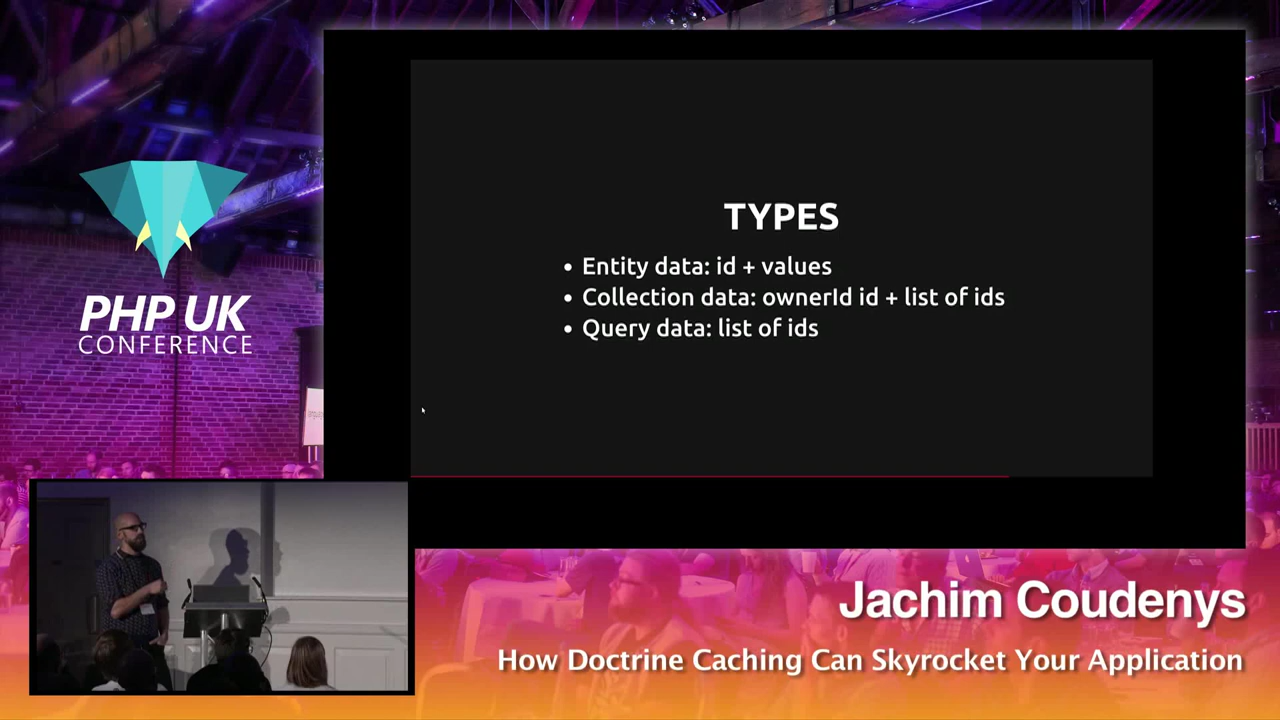 TYPES
• Entity data: id + values
• Collection data: ownerId id + list of ids
• Query data: list of ids
PHP UK
CONFERENCE
Jachim Coudenys
How Doctrine Caching Can Skyrocket Your Application